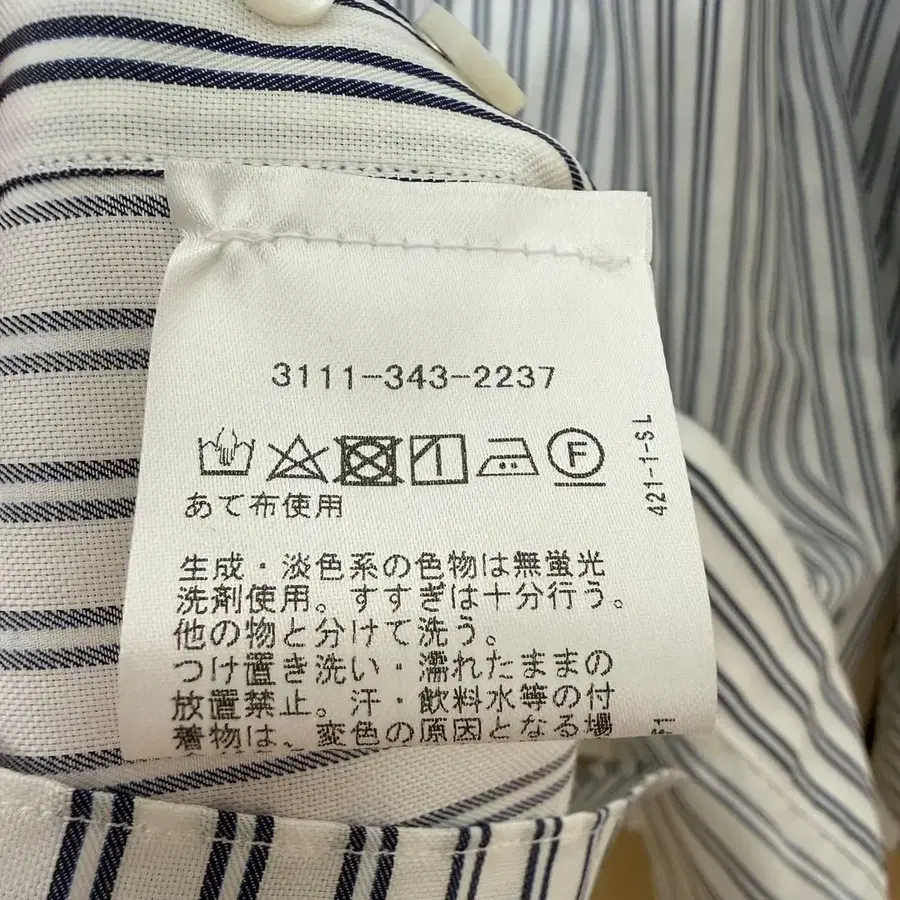 3111-343-2237
F
あて布使用
生成・淡色系の色物は無蛍光
洗剤使用。すすぎは十分行う。
他の物と分けて洗う。
つけ置き洗い・濡れたままの
放置禁止。汗・飲料水等の付
着物は、変色の原因となる場
421-1-SL